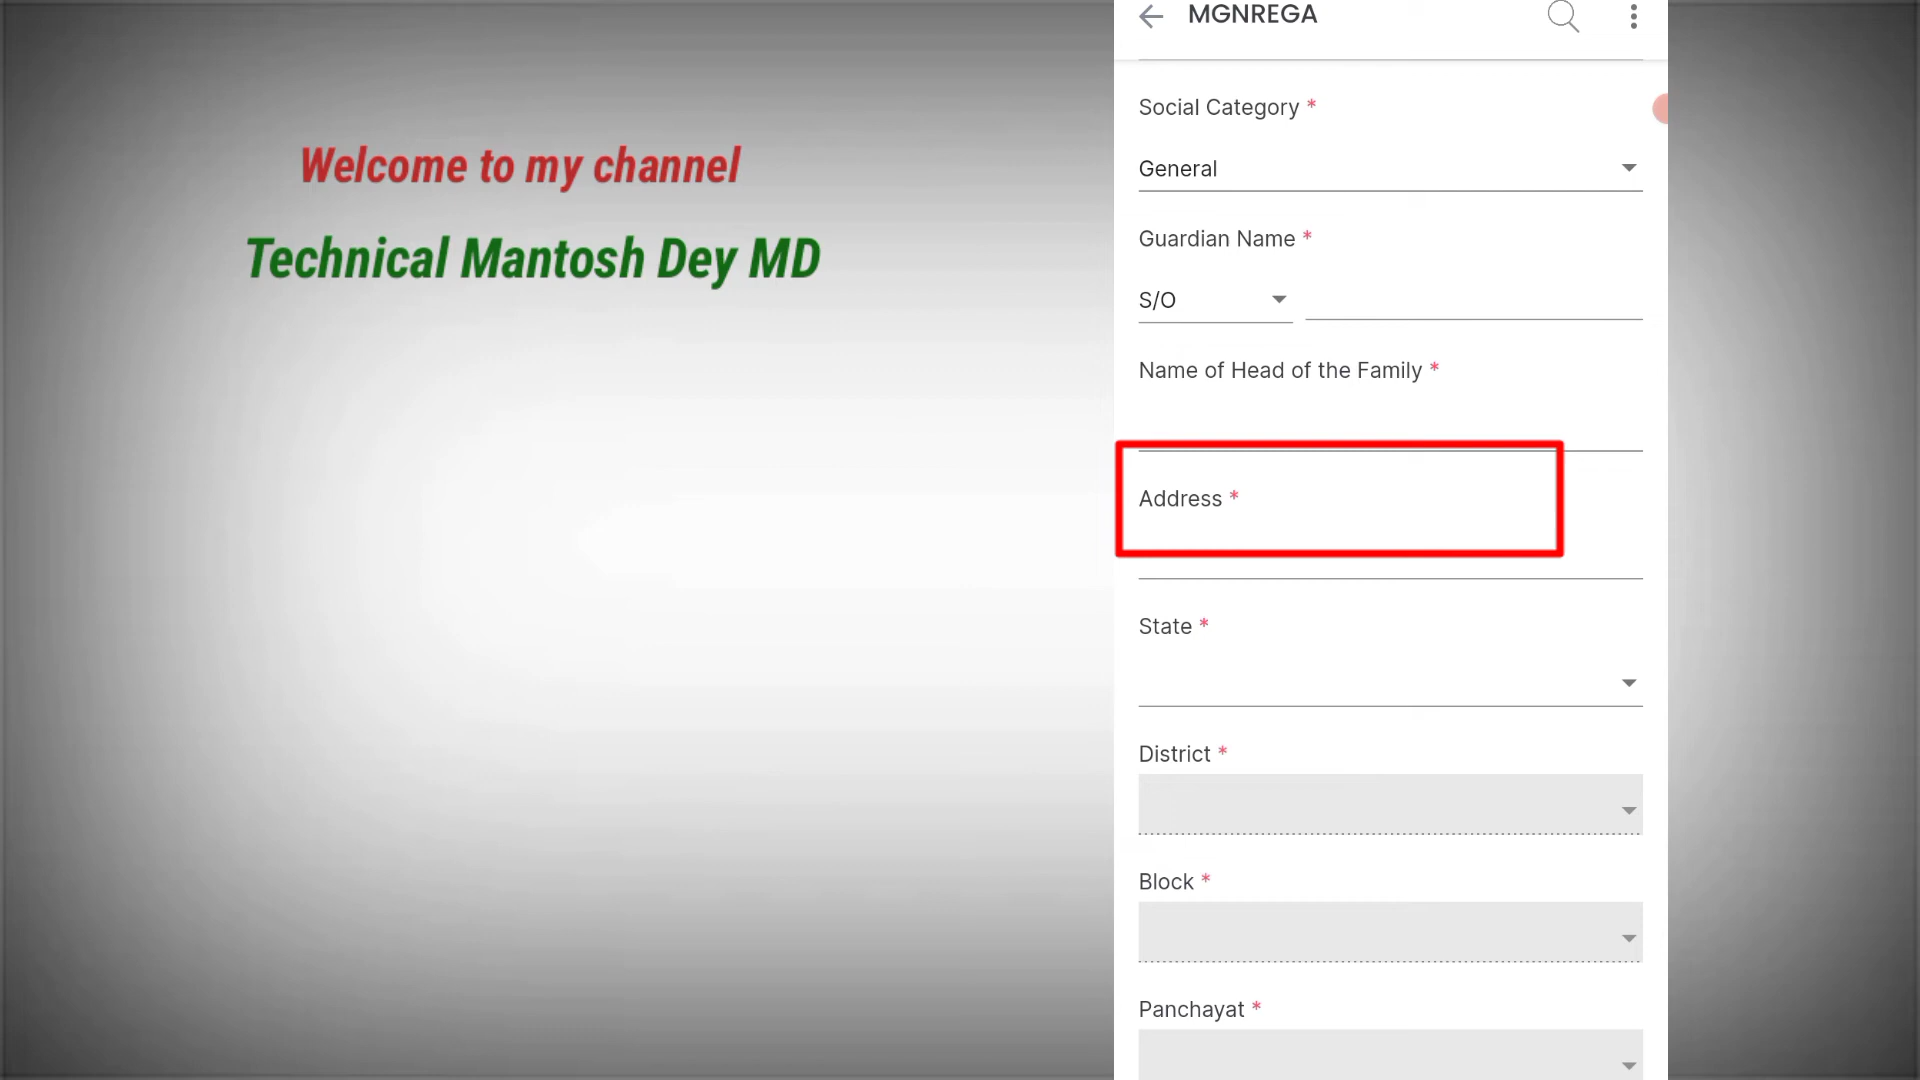 Welcome to my channel
Technical Mantosh Dey MD
MGNREGA
Social Category *
General
Guardian Name *
S/O
Name of Head of the Family *
Address *
State *
District *
Block *
Panchayat *